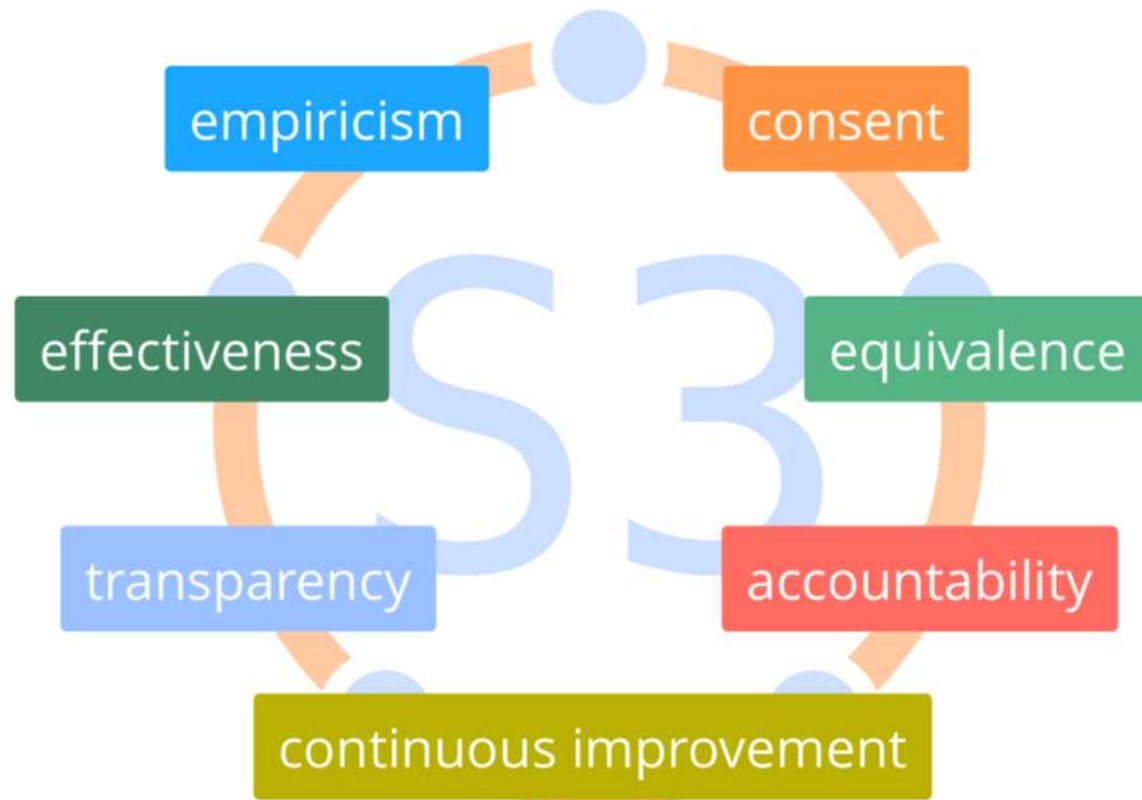 empiricism
consent
effectiveness
S3
equivalence
transparency
accountability
continuous improvement